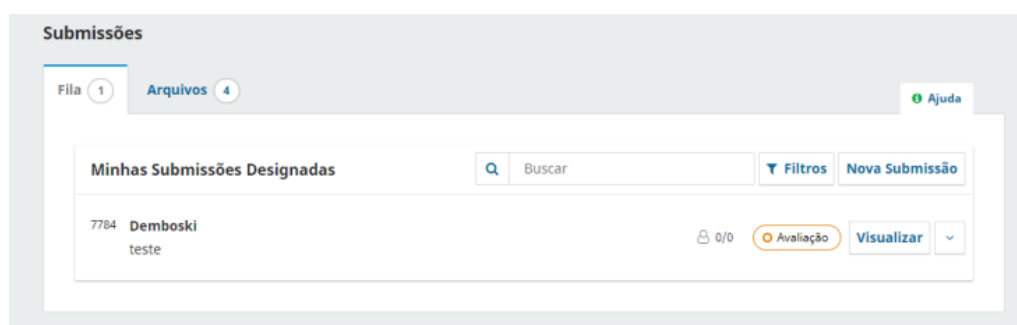 Submissões
Fila 1 Arquivos 4
Ajuda
Minhas Submissões Designadas Buscar Filtros Nova Submissão
7784 Demboski 0/0 Avaliação Visualizar
teste